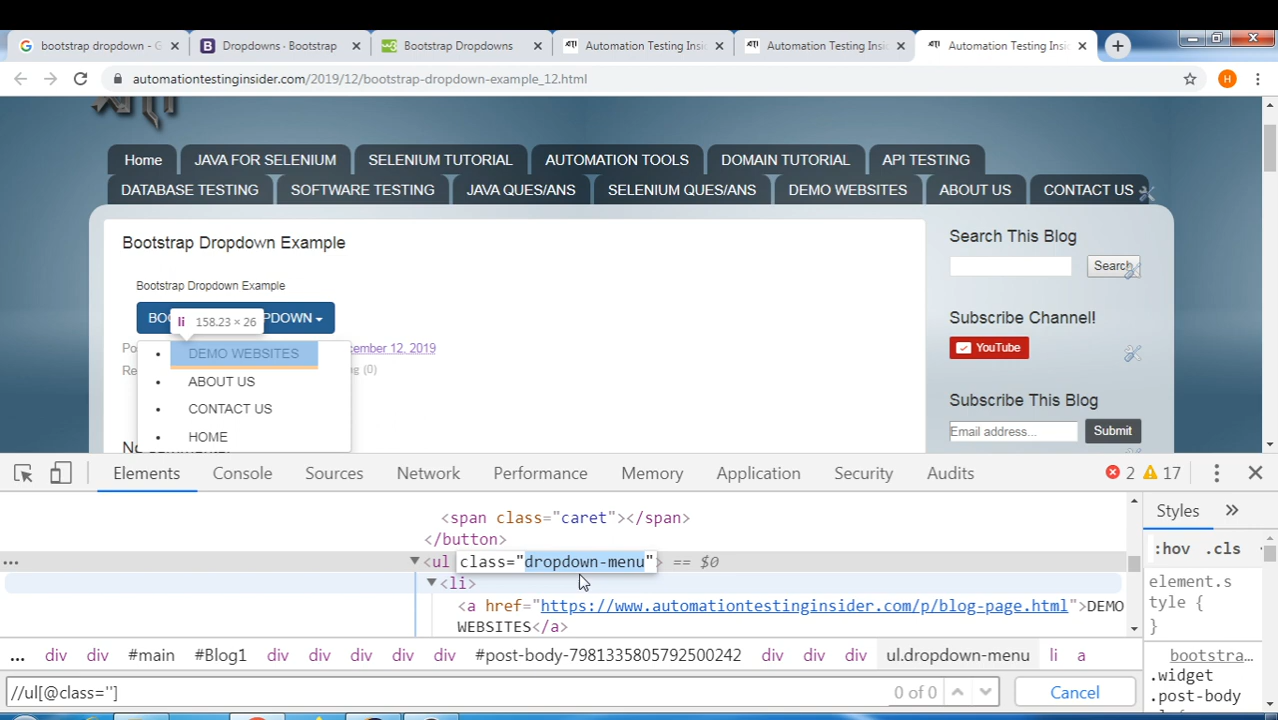 bootstrap dropdown - G
Dropdowns · Bootstrap
Bootstrap Dropdowns
Automation Testing Insi
Automation Testing Insi
Automation Testing Insi
automationtestinginsider.com/2019/12/bootstrap-dropdown-example_12.html
H
ATI
Home
JAVA FOR SELENIUM
SELENIUM TUTORIAL
AUTOMATION TOOLS
DOMAIN TUTORIAL
API TESTING
DATABASE TESTING
SOFTWARE TESTING
JAVA QUES/ANS
SELENIUM QUES/ANS
DEMO WEBSITES
ABOUT US
CONTACT US
Bootstrap Dropdown Example
Bootstrap Dropdown Example
BO PDOWN
li 158.23 × 26
Po cember 12, 2019
Re g (0)
DEMO WEBSITES
ABOUT US
CONTACT US
HOME
Search This Blog
Search
Subscribe Channel!
YouTube
Subscribe This Blog
Email address...
Submit
Elements
Console
Sources
Network
Performance
Memory
Application
Security
Audits
2
17
<span class="caret"></span>
</button>
... <ul class="dropdown-menu"> == $0
<li>
<a href="https://www.automationtestinginsider.com/p/blog-page.html">DEMO
WEBSITES</a>
Styles »
:hov .cls
element.s
tyle {
}
bootstra…
.widget
.post-body
... div div #main #Blog1 div div div div #post-body-7981335805792500242 div div div ul.dropdown-menu li a
//ul[@class='']
0 of 0
Cancel